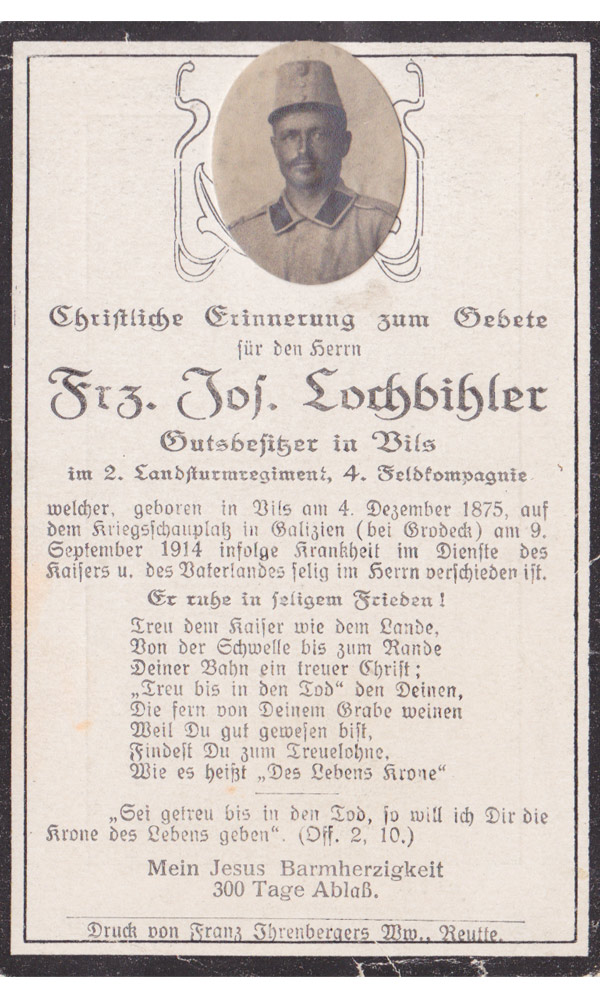 Christliche Erinnerung zum Gebete
für den Herrn
Frz. Jos. Lochbihler
Gutsbesitzer in Vils
im 2. Landsturmregiment, 4. Feldkompagnie
welcher, geboren in Vils am 4. Dezember 1875, auf
dem Kriegsschauplatz in Galizien (bei Grodeck) am 9.
September 1914 infolge Krankheit im Dienste des
Kaisers u. des Vaterlandes selig im Herrn verschieden ist.
Er ruhe in seligem Frieden!
Treu dem Kaiser wie dem Lande,
Von der Schwelle bis zum Rande
Deiner Bahn ein treuer Christ;
„Treu bis in den Tod“ den Deinen,
Die fern von Deinem Grabe weinen
Weil Du gut gewesen bist,
Findest Du zum Treuelohne,
Wie es heißt „Des Lebens Krone“
„Sei getreu bis in den Tod, so will ich Dir die
Krone des Lebens geben“. (Off. 2, 10.)
Mein Jesus Barmherzigkeit
300 Tage Ablaß.
Druck von Franz Ihrenbergers Ww., Reutte.